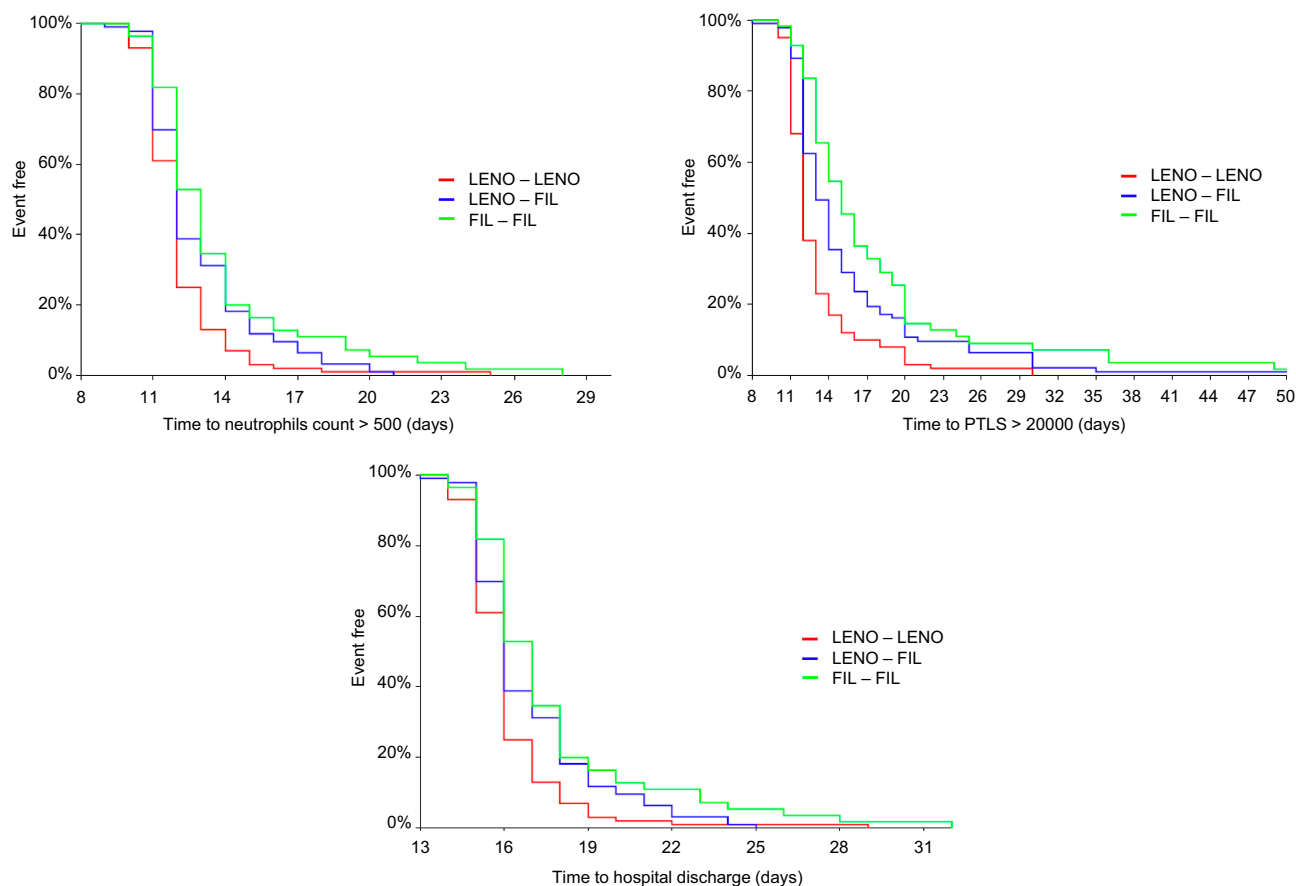 100%
80%
60%
40%
20%
0%
Event free
8 11 14 17 20 23 26 29
Time to neutrophils count > 500 (days)
LENO – LENO
LENO – FIL
FIL – FIL
100%
80%
60%
40%
20%
0%
Event free
8 11 14 17 20 23 26 29 32 35 38 41 44 47 50
Time to PTLS > 20000 (days)
LENO – LENO
LENO – FIL
FIL – FIL
100%
80%
60%
40%
20%
0%
Event free
13 16 19 22 25 28 31
Time to hospital discharge (days)
LENO – LENO
LENO – FIL
FIL – FIL